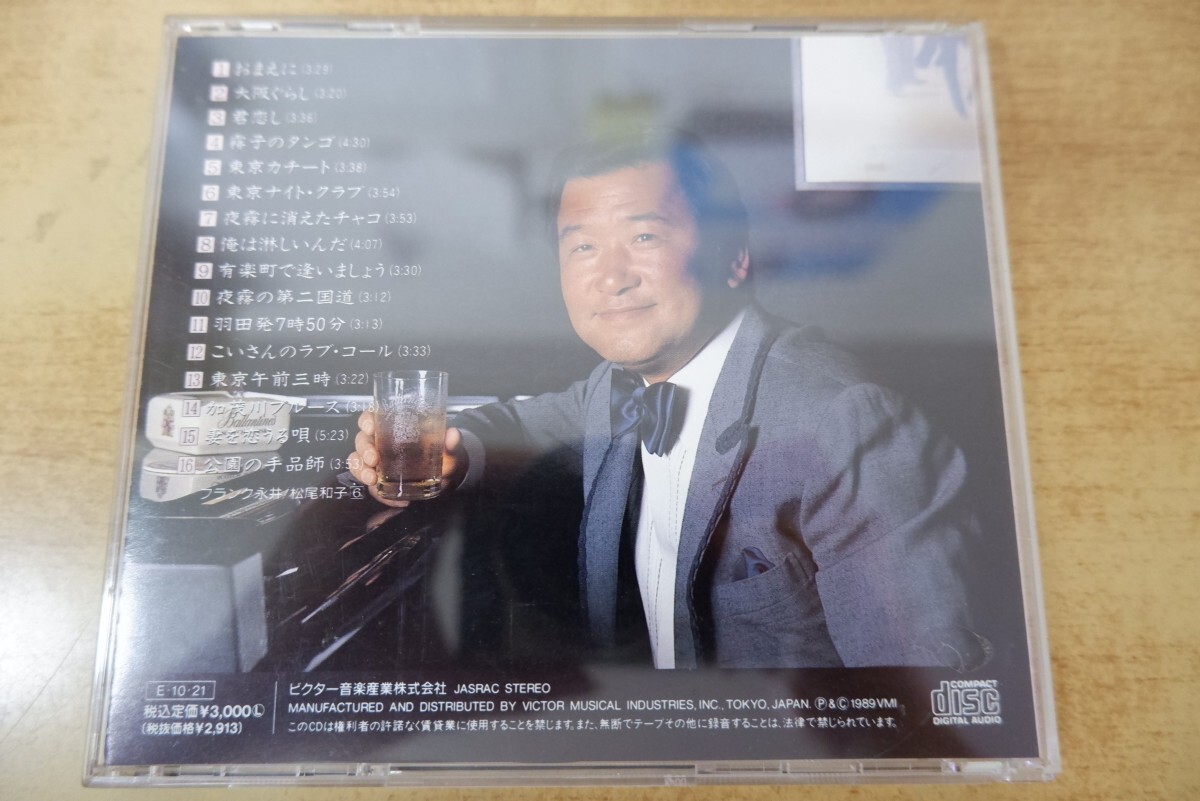 1 おまえに (3:29)
2 大阪ぐらし (3:20)
3 君恋し (3:36)
4 霧子のタンゴ (4:30)
5 東京カチート (3:38)
6 東京ナイト・クラブ (3:54)
7 夜霧に消えたチャコ (3:53)
8 俺は淋しいんだ (4:07)
9 有楽町で逢いましょう (3:30)
10 夜霧の第二国道 (3:12)
11 羽田発7時50分 (3:13)
12 こいさんのラブ・コール (3:33)
13 東京午前三時 (3:22)
14 加茂川ブルース (3:18)
15 妻を恋うる唄 (5:23)
16 公園の手品師 (3:53)
フランク永井/松尾和子⑥
Ballantine's
E・10・21
税込定価¥3,000Ⓛ
(税抜価格¥2,913)
ビクター音楽産業株式会社 JASRAC STEREO
MANUFACTURED AND DISTRIBUTED BY VICTOR MUSICAL INDUSTRIES, INC., TOKYO, JAPAN. Ⓟ&Ⓒ 1989 VMI
このCDは権利者の許諾なく賃貸業に使用することを禁じます。また、無断でテープその他に録音することは、法律で禁じられています。
COMPACT
disc
DIGITAL AUDIO